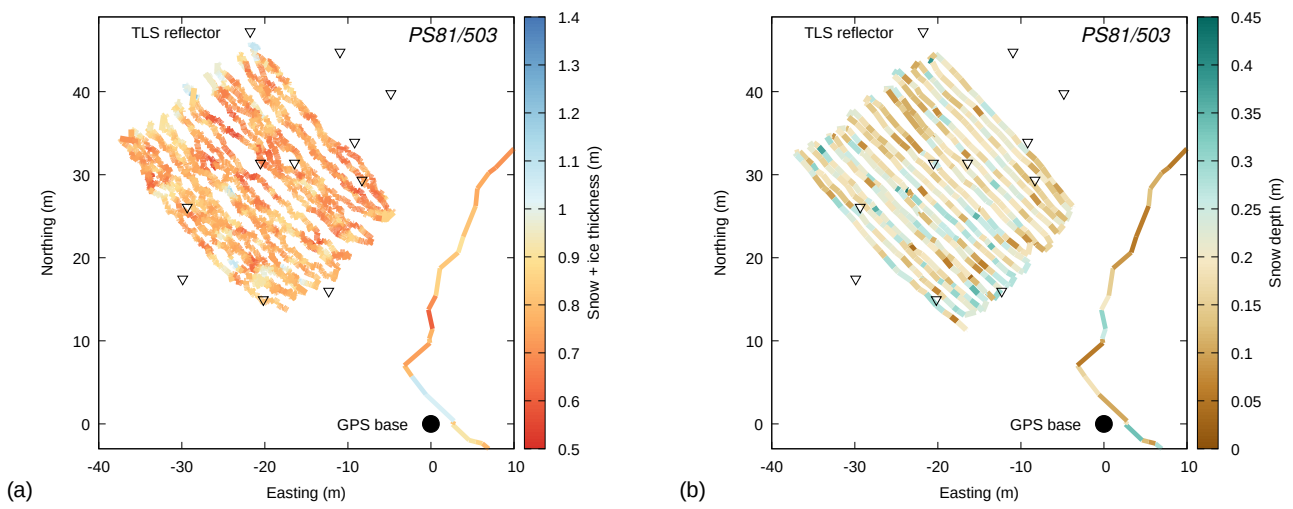 TLS reflector
PS81/503
GPS base
40
30
20
10
0
-40 -30 -20 -10 0 10
Northing (m)
Easting (m)
1.4
1.3
1.2
1.1
1
0.9
0.8
0.7
0.6
0.5
Snow + ice thickness (m)
(a)
TLS reflector
PS81/503
GPS base
40
30
20
10
0
-40 -30 -20 -10 0 10
Northing (m)
Easting (m)
0.45
0.4
0.35
0.3
0.25
0.2
0.15
0.1
0.05
0
Snow depth (m)
(b)